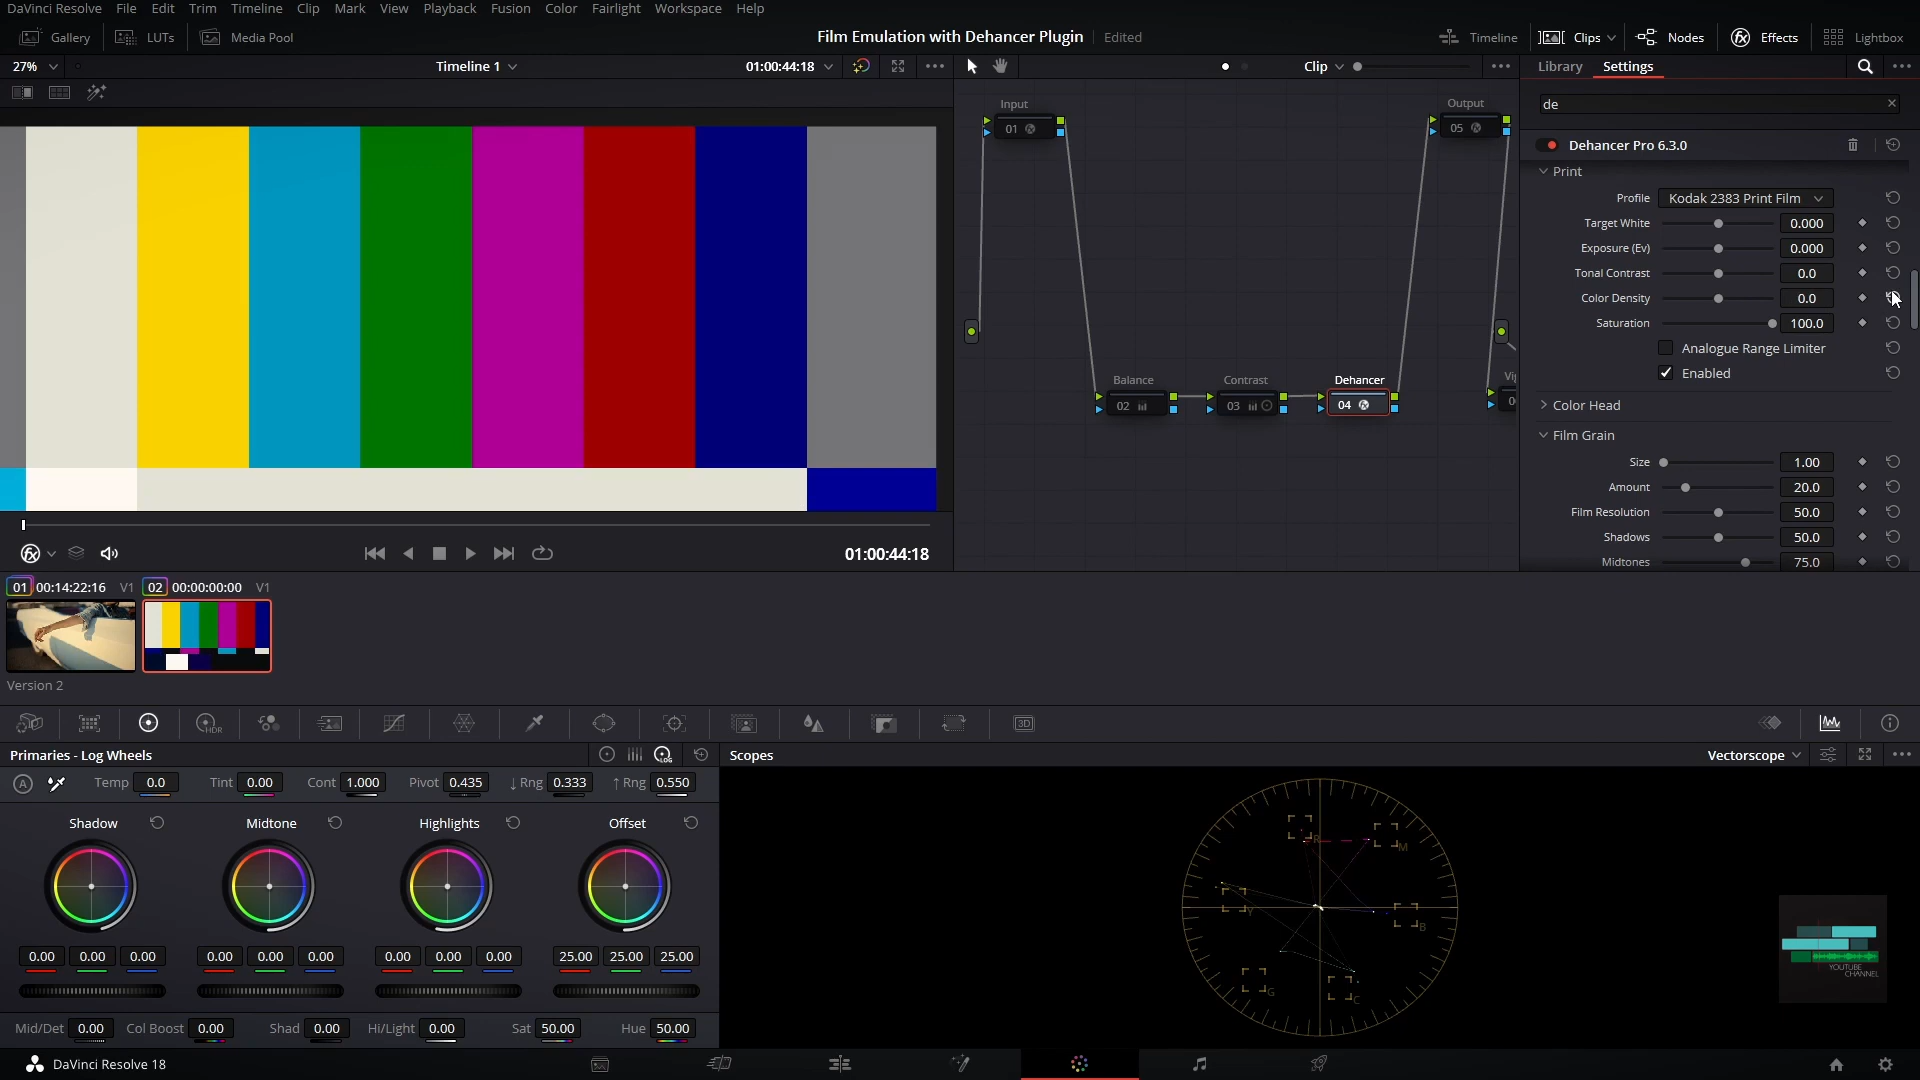 DaVinci Resolve File Edit Trim Timeline Clip Mark View Playback Fusion Color Fairlight Workspace Help
Gallery LUTs Media Pool Film Emulation with Dehancer Plugin Edited Timeline Clips Nodes Effects Lightbox
27% Timeline 1 01:00:44:18 Clip Library Settings
de
Dehancer Pro 6.3.0
Print
Profile Kodak 2383 Print Film
Target White 0.000
Exposure (Ev) 0.000
Tonal Contrast 0.0
Color Density 0.0
Saturation 100.0
Analogue Range Limiter
Enabled
Color Head
Film Grain
Size 1.00
Amount 20.0
Film Resolution 50.0
Shadows 50.0
Midtones 75.0
Input
01
Output
05
Balance
02
Contrast
03
Dehancer
04
01:00:44:18
01 00:14:22:16 V1 02 00:00:00:00 V1
Version 2
HDR
3D
Primaries - Log Wheels
LOG
Scopes
Vectorscope
A Temp 0.0 Tint 0.00 Cont 1.000 Pivot 0.435 ↓ Rng 0.333 ↑ Rng 0.550
Shadow Midtone Highlights Offset
0.00 0.00 0.00 0.00 0.00 0.00 0.00 0.00 0.00 25.00 25.00 25.00
Mid/Det 0.00 Col Boost 0.00 Shad 0.00 Hi/Light 0.00 Sat 50.00 Hue 50.00
R
M
Y
B
G
C
YOUTUBE
CHANNEL
DaVinci Resolve 18